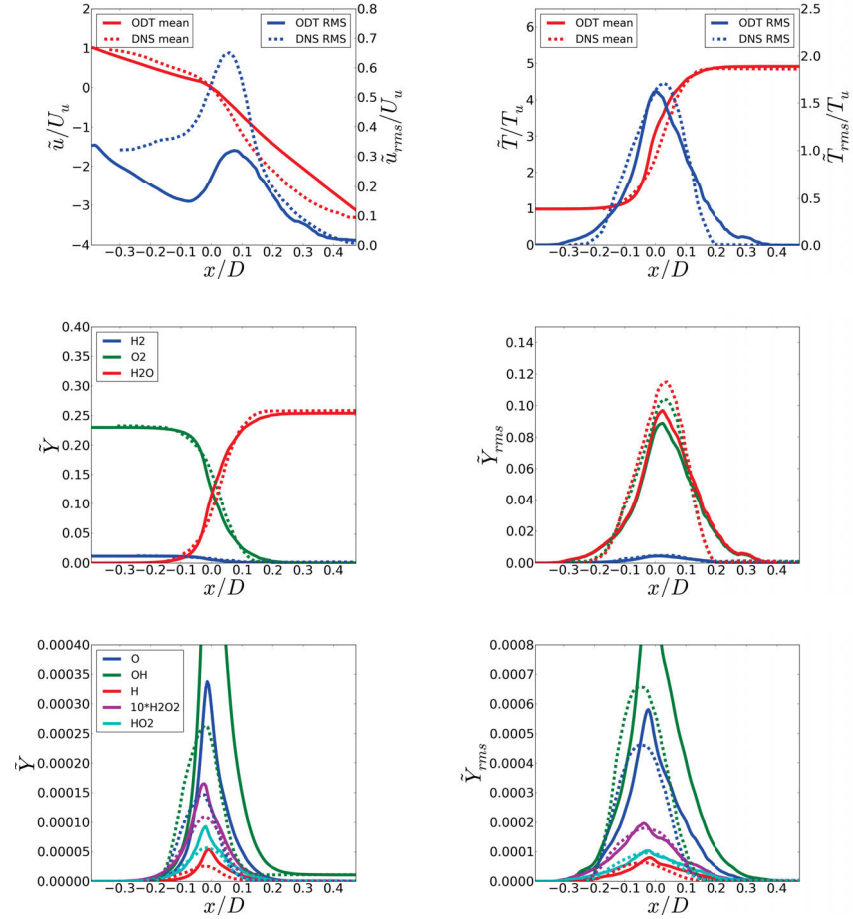 ODT mean
DNS mean
ODT RMS
DNS RMS
2
1
0
−1
−2
−3
−4
ũ/U_u
0.8
0.7
0.6
0.5
0.4
0.3
0.2
0.1
0.0
ũ_rms/U_u
−0.3 −0.2 −0.1 0.0 0.1 0.2 0.3 0.4
x/D
ODT mean
DNS mean
ODT RMS
DNS RMS
7
6
5
4
3
2
1
0
T̃/T_u
2.5
2.0
1.5
1.0
0.5
0.0
T̃_rms/T_u
−0.3 −0.2 −0.1 0.0 0.1 0.2 0.3 0.4
x/D
H2
O2
H2O
0.40
0.35
0.30
0.25
0.20
0.15
0.10
0.05
0.00
Ỹ
−0.3 −0.2 −0.1 0.0 0.1 0.2 0.3 0.4
x/D
0.14
0.12
0.10
0.08
0.06
0.04
0.02
0.00
Ỹ_rms
−0.3 −0.2 −0.1 0.0 0.1 0.2 0.3 0.4
x/D
O
OH
H
10*H2O2
HO2
0.00040
0.00035
0.00030
0.00025
0.00020
0.00015
0.00010
0.00005
0.00000
Ỹ
−0.3 −0.2 −0.1 0.0 0.1 0.2 0.3 0.4
x/D
0.0008
0.0007
0.0006
0.0005
0.0004
0.0003
0.0002
0.0001
0.0000
Ỹ_rms
−0.3 −0.2 −0.1 0.0 0.1 0.2 0.3 0.4
x/D